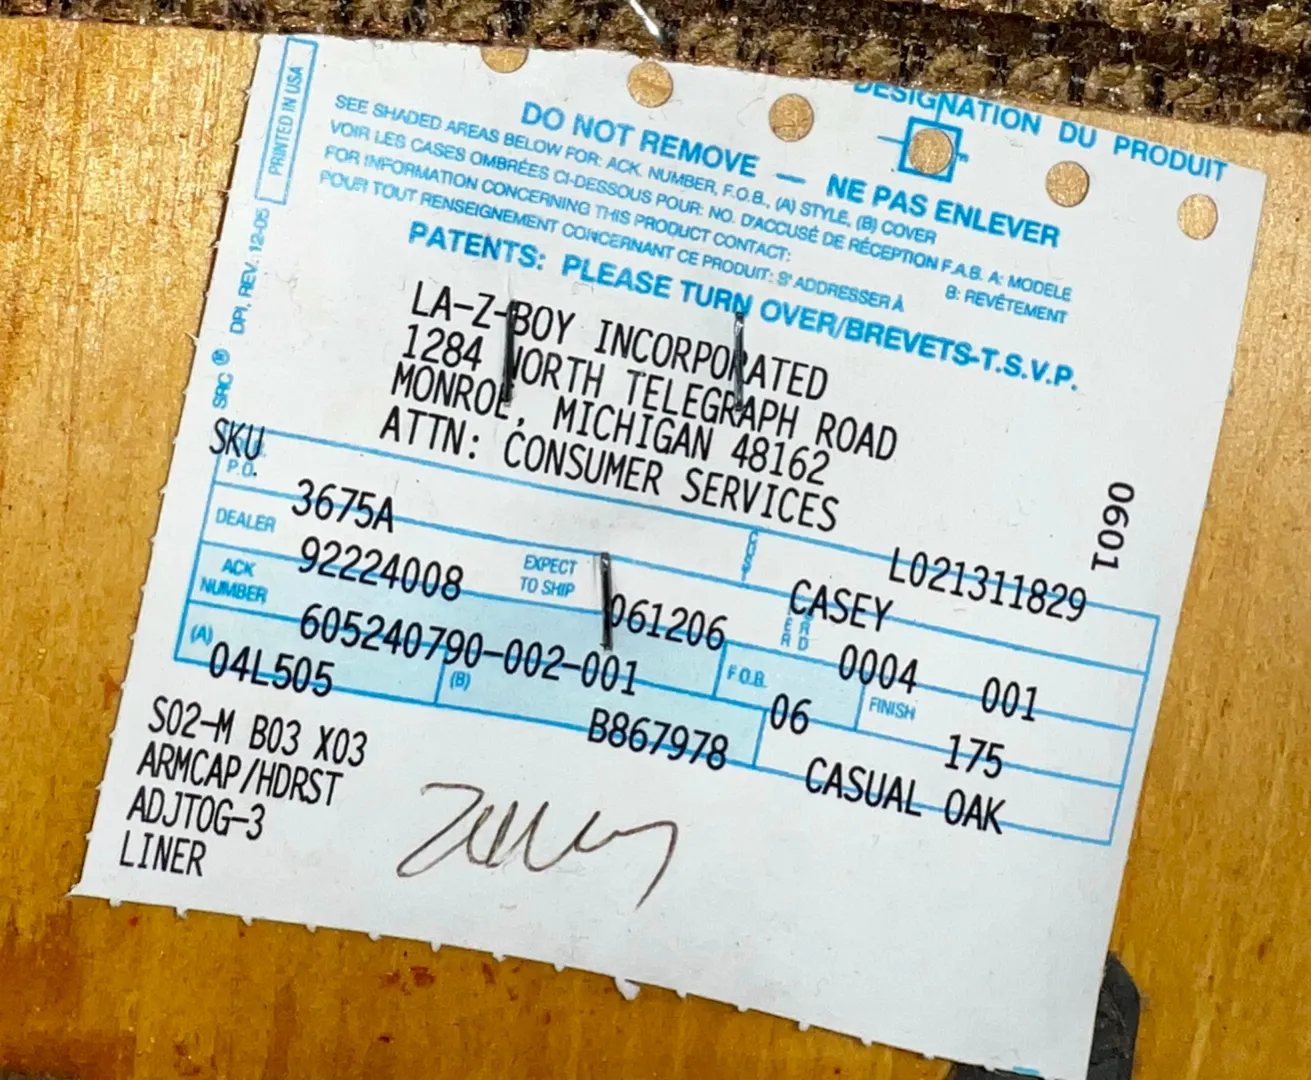 DESIGNATION DU PRODUIT
PRINTED IN USA
DO NOT REMOVE — NE PAS ENLEVER
SEE SHADED AREAS BELOW FOR: ACK. NUMBER, F.O.B., (A) STYLE, (B) COVER
VOIR LES CASES OMBRÉES CI-DESSOUS POUR: NO. D'ACCUSÉ DE RÉCEPTION F.A.B. A: MODÈLE
B: REVÊTEMENT
FOR INFORMATION CONCERNING THIS PRODUCT CONTACT:
POUR TOUT RENSEIGNEMENT CONCERNANT CE PRODUIT: S'ADDRESSER À
PATENTS: PLEASE TURN OVER/BREVETS-T.S.V.P.
SRC ® DPI, REV. 12-05
LA-Z-BOY INCORPORATED
1284 NORTH TELEGRAPH ROAD
MONROE, MICHIGAN 48162
ATTN: CONSUMER SERVICES
0601
SKU
P.O. 3675A L021311829
DEALER 92224008 EXPECT TO SHIP 061206 CASEY
ACK NUMBER 605240790-002-001 0004 001
F.O.B. 06 FINISH 175
(A) 04L505 (B) B867978 CASUAL OAK
S02-M B03 X03
ARMCAP/HDRST
ADJTOG-3
LINER